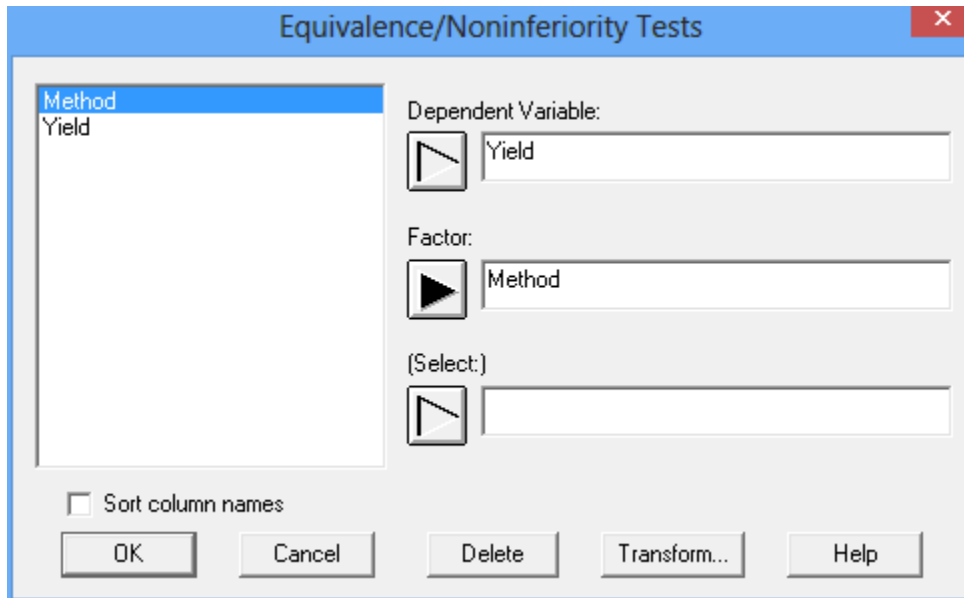 Equivalence/Noninferiority Tests
Method
Yield
Dependent Variable:
Yield
Factor:
Method
(Select:)
Sort column names
OK
Cancel
Delete
Transform...
Help